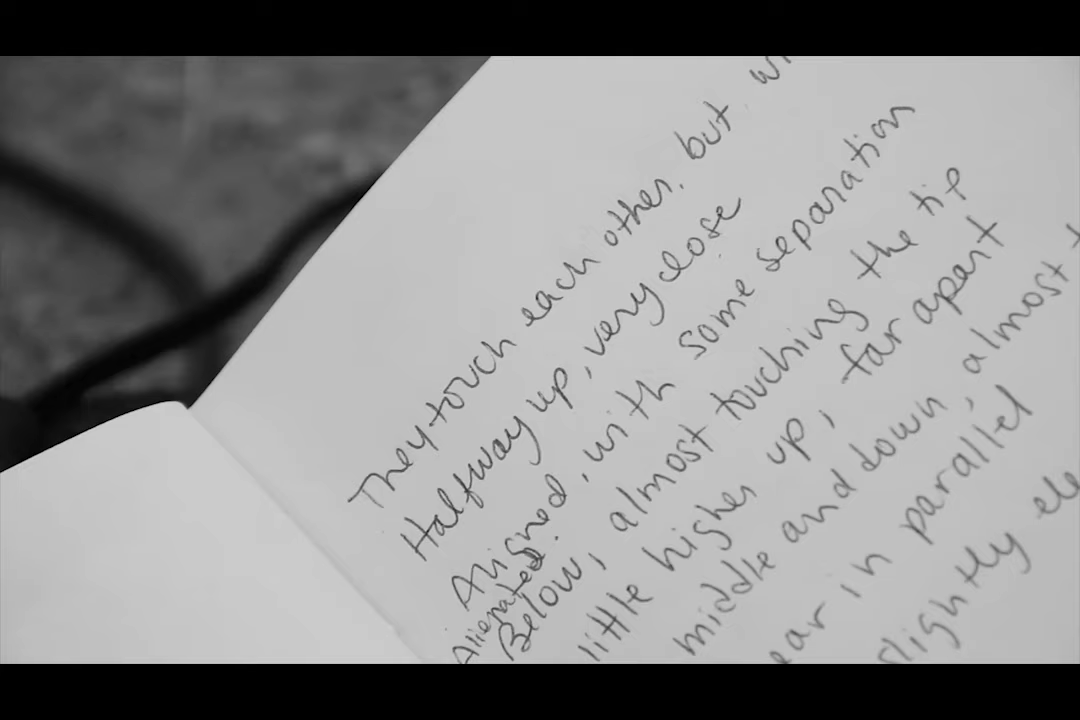 They touch each other, but
Halfway up, very close
Aligned, with some separation
Alienated.
Below, almost touching the tip
little higher up, far apart
middle and down, almost
in parallel
slightly